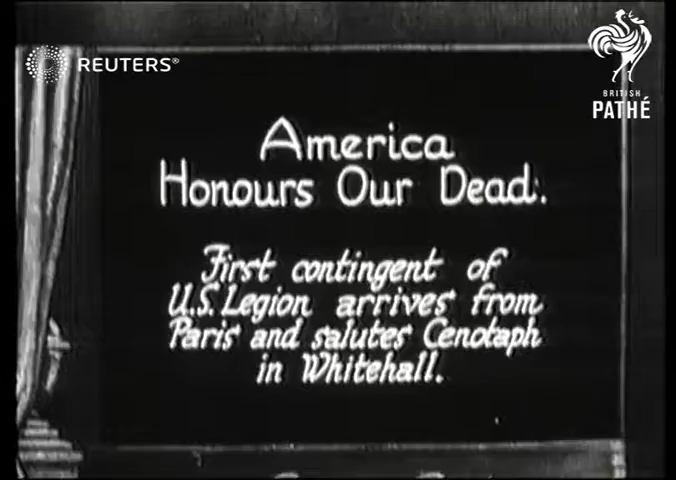 REUTERS®
BRITISH
PATHÉ
America
Honours Our Dead.
First contingent of
U.S. Legion arrives from
Paris and salutes Cenotaph
in Whitehall.